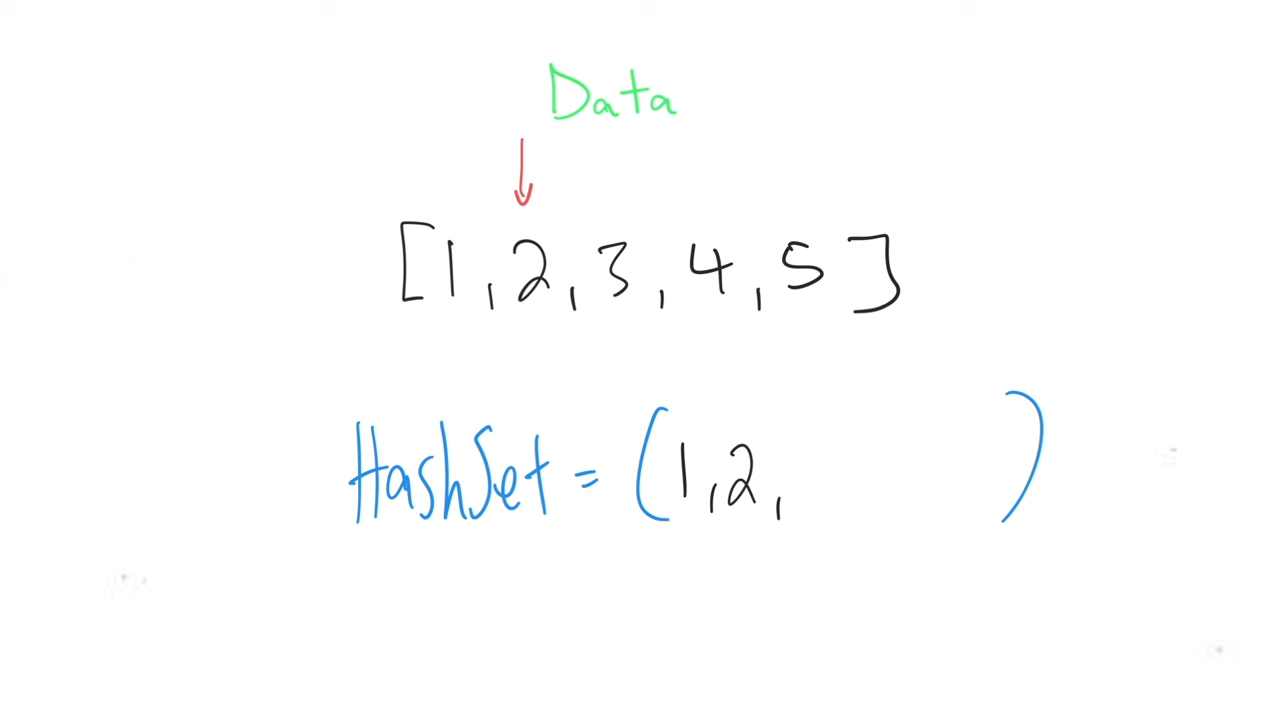 Data
[1,2,3,4,5]
HashSet = (1,2, )